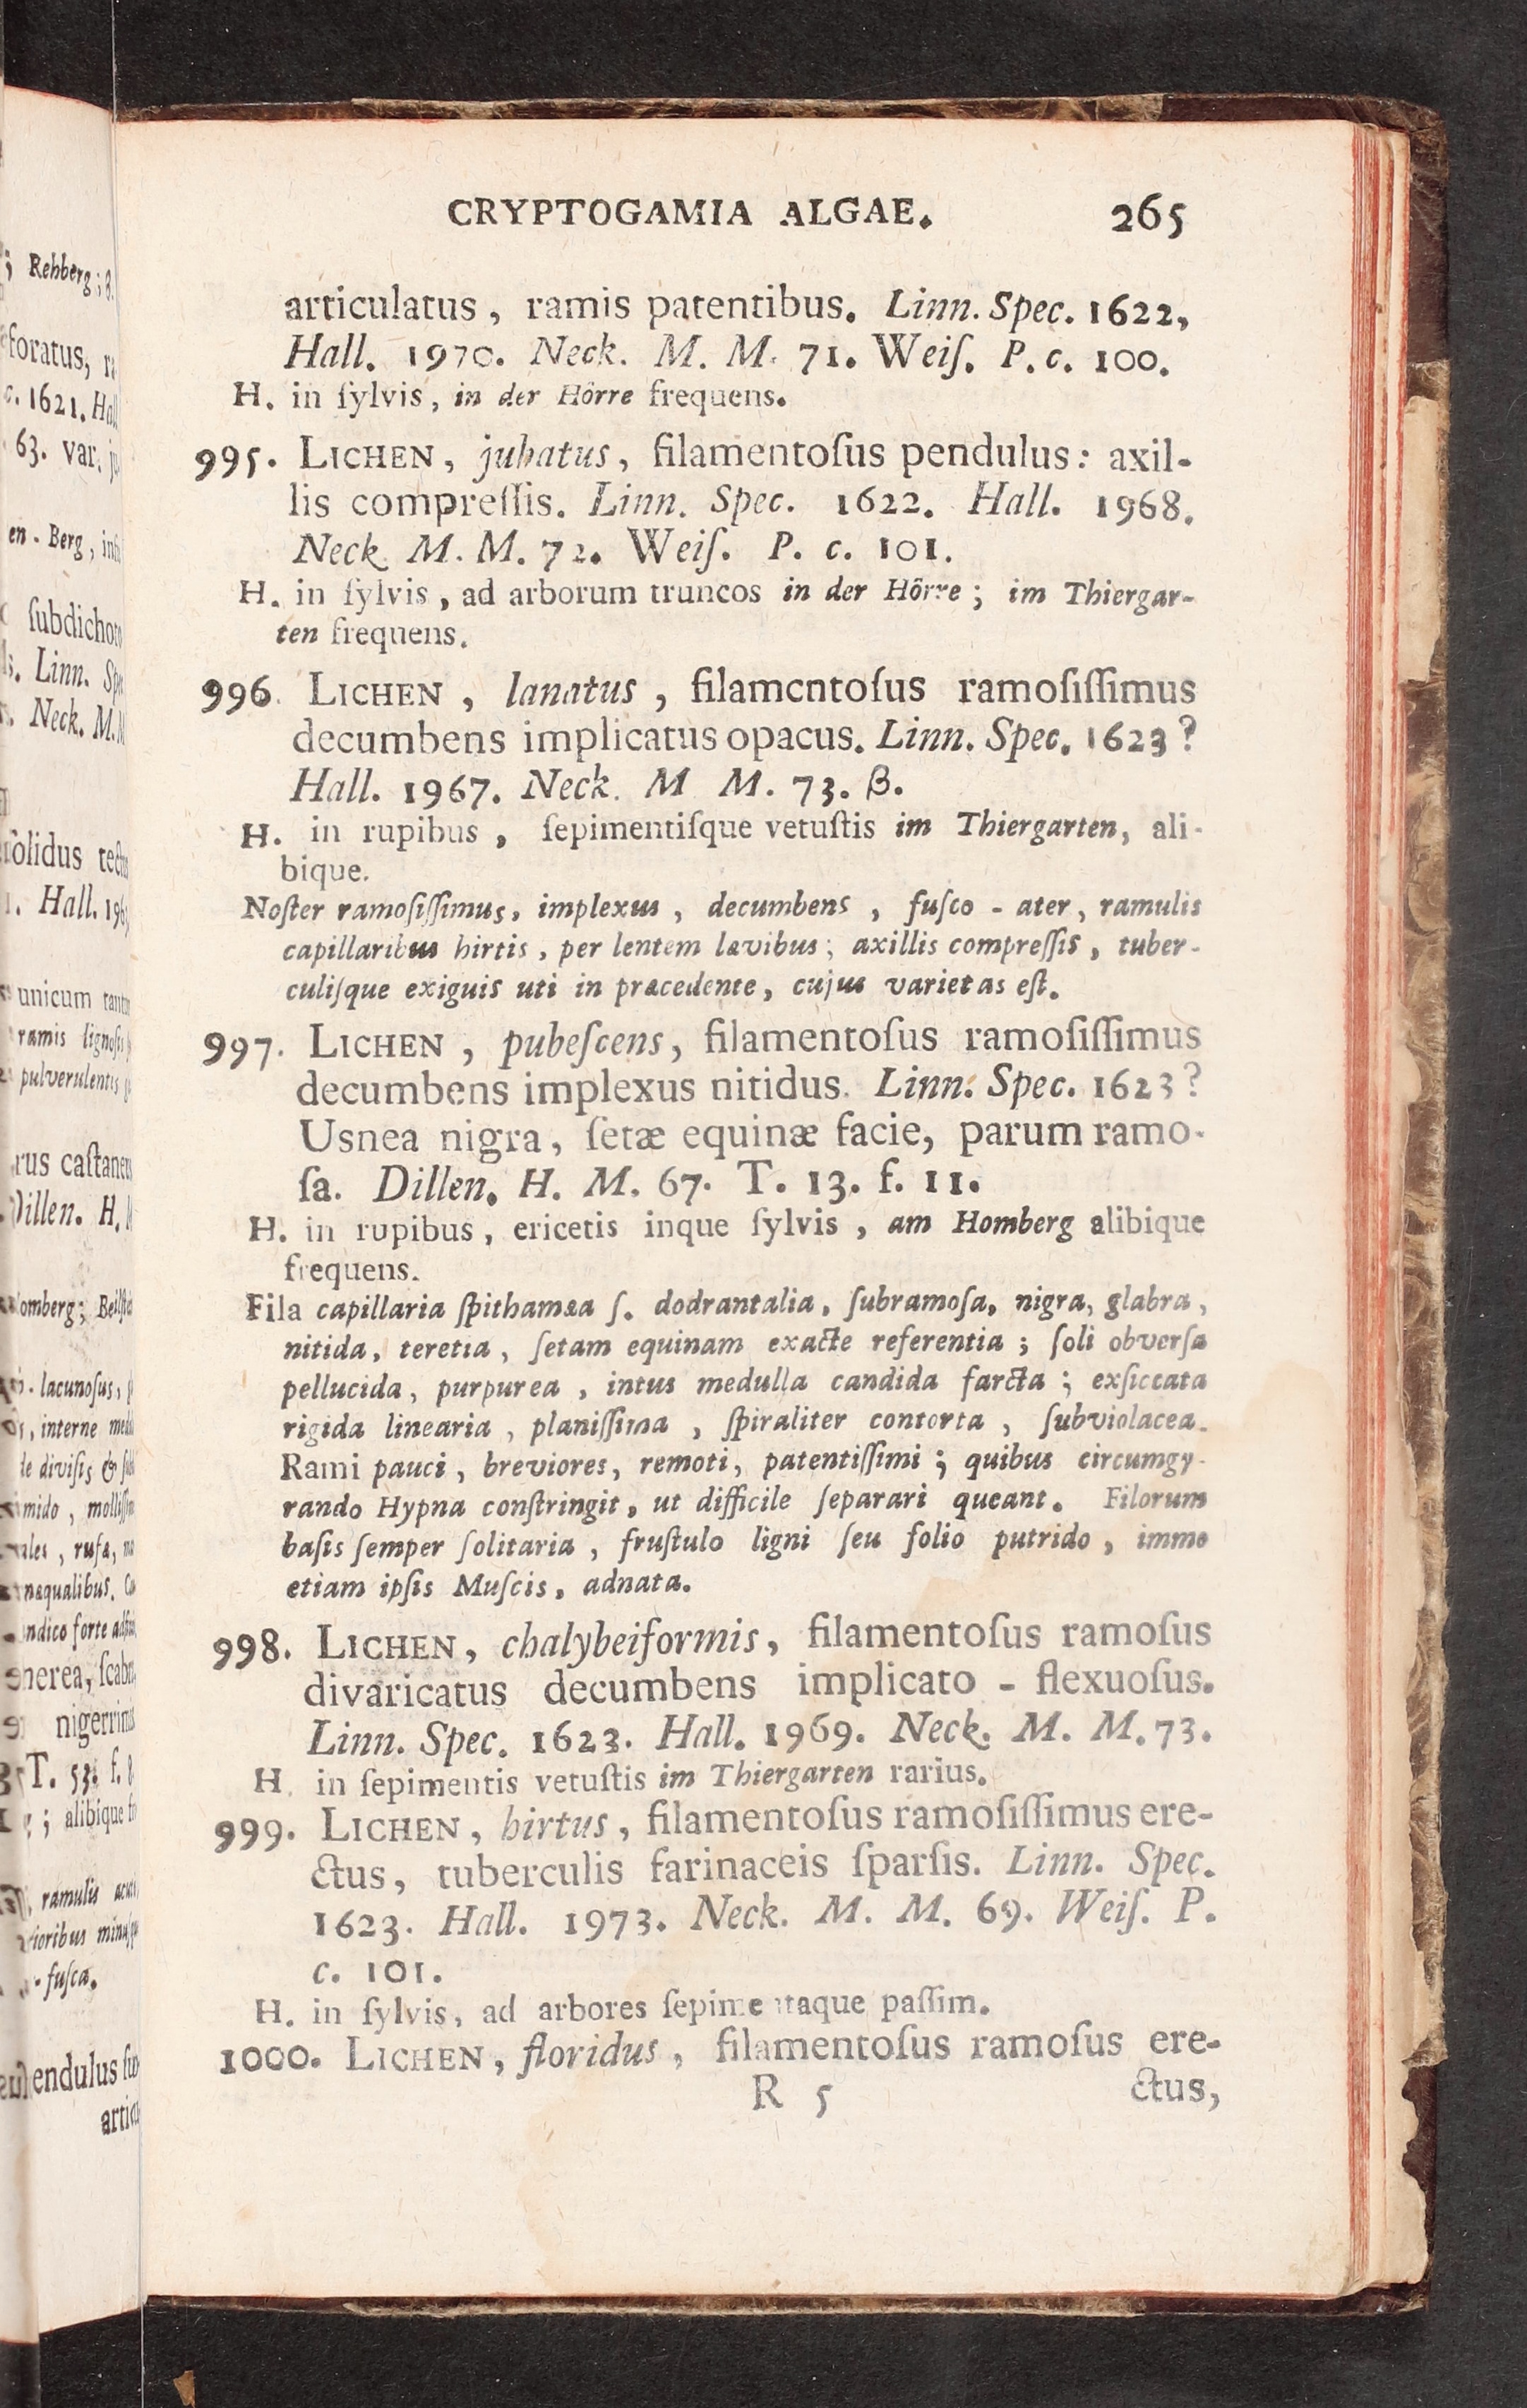 CRYPTOGAMIA ALGAE. 265
articulatus, ramis patentibus. Linn. Spec. 1622,
Hall. 1970. Neck. M. M. 71. Weiſ. P. c. 100.
H. in ſylvis, in der Hörre frequens.
995. LICHEN, jubatus, filamentoſus pendulus: axil-
lis compreſſis. Linn. Spec. 1622. Hall. 1968.
Neck M. M. 72. Weiſ. P. c. 101.
H. in ſylvis, ad arborum truncos in der Hörre; im Thiergar-
ten frequens.
996. LICHEN, lanatus, filamentoſus ramoſiſſimus
decumbens implicatus opacus. Linn. Spec. 1623?
Hall. 1967. Neck. M M. 73. β.
H. in rupibus, ſepimentiſque vetuſtis im Thiergarten, ali-
bique.
Noſter ramoſiſſimus, implexus, decumbens, fuſco-ater, ramulis
capillaribus hirtis, per lentem lævibus; axillis compreſſis, tuber-
culiſque exiguis uti in præcedente, cujus varietas eſt.
997. LICHEN, pubeſcens, filamentoſus ramoſiſſimus
decumbens implexus nitidus. Linn. Spec. 1623?
Usnea nigra, ſetæ equinæ facie, parum ramo-
ſa. Dillen. H. M. 67. T. 13. f. 11.
H. in rupibus, ericetis inque ſylvis, am Homberg alibique
frequens.
Fila capillaria ſpithamæa ſ. dodrantalia, ſubramoſa, nigra, glabra,
nitida, teretia, ſetam equinam exacte referentia; ſoli obverſa
pellucida, purpurea, intus medulla candida farcta; exſiccata
rigida linearia, planiſſima, ſpiraliter contorta, ſubviolacea.
Rami pauci, breviores, remoti, patentiſſimi; quibus circumgy-
rando Hypna conſtringit, ut difficile ſeparari queant. Filorum
baſis ſemper ſolitaria, fruſtulo ligni ſeu folio putrido, immo
etiam ipſis Muſcis, adnata.
998. LICHEN, chalybeiformis, filamentoſus ramoſus
divaricatus decumbens implicato-flexuoſus.
Linn. Spec. 1623. Hall. 1969. Neck. M. M. 73.
H. in ſepimentis vetuſtis im Thiergarten rarius.
999. LICHEN, hirtus, filamentoſus ramoſiſſimus ere-
ctus, tuberculis farinaceis ſparſis. Linn. Spec.
1623. Hall. 1973. Neck. M. M. 69. Weiſ. P.
c. 101.
H. in ſylvis, ad arbores ſepimentaque paſſim.
1000. LICHEN, floridus, filamentoſus ramoſus ere-
R 5 ctus,